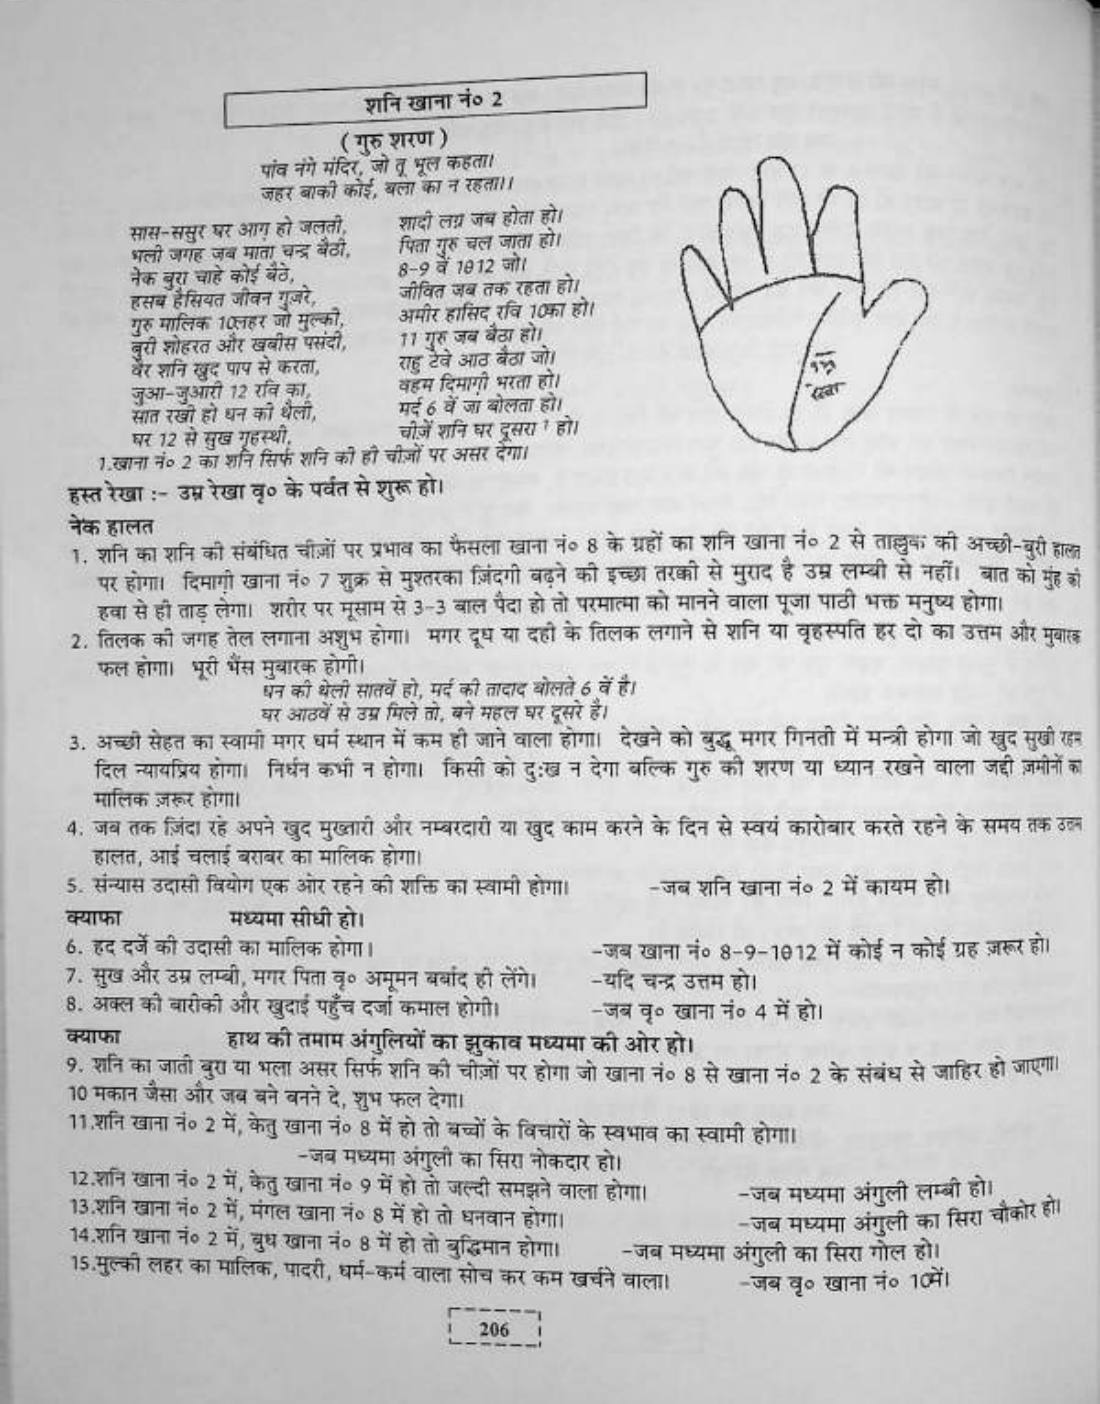 शनि खाना नं० 2
( गुरु शरण )
पांव नंगे मंदिर, जो तू भूल कहता।
जहर बाकी कोई, बला का न रहता।।
सास-ससुर घर आग हो जलती, शादी लग्न जब होता हो।
भली जगह जब माता चन्द्र बैठी, पिता गुरु चल जाता हो।
नेक बुरा चाहे कोई बैठे, 8-9 वें 1012 जो।
हसब हैसियत जीवन गुज़रे, जीवित जब तक रहता हो।
गुरु मालिक 10लहर जो मुल्की, अमीर हासिद रवि 10का हो।
बुरी शोहरत और खबीस पसंदी, 11 गुरु जब बैठा हो।
वैर शनि खुद पाप से करता, राहु टेवे आठ बैठा जो।
जुआ-जुआरी 12 रवि का, वहम दिमागी भरता हो।
सात रखी हो धन की थैली, मर्द 6 वें जा बोलता हो।
घर 12 से सुख गृहस्थी, चीज़ें शनि घर दूसरा ¹ हो।
1.खाना नं० 2 का शनि सिर्फ शनि की ही चीज़ों पर असर देगा।
उम्र
रेखा
हस्त रेखा :- उम्र रेखा वृ० के पर्वत से शुरू हो।
नेक हालत
1. शनि का शनि की संबंधित चीज़ों पर प्रभाव का फैसला खाना नं० 8 के ग्रहों का शनि खाना नं० 2 से ताल्लुक की अच्छी-बुरी हालत
पर होगा। दिमागी खाना नं० 7 शुक्र से मुश्तरका ज़िंदगी बढ़ने की इच्छा तरक्की से मुराद है उम्र लम्बी से नहीं। बात को मुंह की
हवा से ही ताड़ लेगा। शरीर पर मूसाम से 3-3 बाल पैदा हो तो परमात्मा को मानने वाला पूजा पाठी भक्त मनुष्य होगा।
2. तिलक की जगह तेल लगाना अशुभ होगा। मगर दूध या दही के तिलक लगाने से शनि या वृहस्पति हर दो का उत्तम और मुबारक
फल होगा। भूरी भैंस मुबारक होगी।
धन की थैली सातवें हो, मर्द की तादाद बोलते 6 वें है।
घर आठवें से उम्र मिले तो, बने महल घर दूसरे है।
3. अच्छी सेहत का स्वामी मगर धर्म स्थान में कम ही जाने वाला होगा। देखने को बुद्धू मगर गिनती में मन्त्री होगा जो खुद सुखी रहम
दिल न्यायप्रिय होगा। निर्धन कभी न होगा। किसी को दुःख न देगा बल्कि गुरु की शरण या ध्यान रखने वाला जद्दी ज़मीनों का
मालिक ज़रूर होगा।
4. जब तक ज़िंदा रहे अपने खुद मुख्तारी और नम्बरदारी या खुद काम करने के दिन से स्वयं कारोबार करते रहने के समय तक उत्तम
हालत, आई चलाई बराबर का मालिक होगा।
5. संन्यास उदासी वियोग एक ओर रहने की शक्ति का स्वामी होगा। -जब शनि खाना नं० 2 में कायम हो।
क्याफा मध्यमा सीधी हो।
6. हद दर्जे की उदासी का मालिक होगा। -जब खाना नं० 8-9-1012 में कोई न कोई ग्रह ज़रूर हो।
7. सुख और उम्र लम्बी, मगर पिता वृ० अमूमन बर्बाद ही लेंगे। -यदि चन्द्र उत्तम हो।
8. अक्ल की बारीकी और खुदाई पहुँच दर्जा कमाल होगी। -जब वृ० खाना नं० 4 में हो।
क्याफा हाथ की तमाम अंगुलियों का झुकाव मध्यमा की ओर हो।
9. शनि का जाती बुरा या भला असर सिर्फ शनि की चीज़ों पर होगा जो खाना नं० 8 से खाना नं० 2 के संबंध से जाहिर हो जाएगा।
10 मकान जैसा और जब बने बनने दे, शुभ फल देगा।
11.शनि खाना नं० 2 में, केतु खाना नं० 8 में हो तो बच्चों के विचारों के स्वभाव का स्वामी होगा।
-जब मध्यमा अंगुली का सिरा नोकदार हो।
12.शनि खाना नं० 2 में, केतु खाना नं० 9 में हो तो जल्दी समझने वाला होगा। -जब मध्यमा अंगुली लम्बी हो।
13.शनि खाना नं० 2 में, मंगल खाना नं० 8 में हो तो धनवान होगा। -जब मध्यमा अंगुली का सिरा चौकोर हो।
14.शनि खाना नं० 2 में, बुध खाना नं० 8 में हो तो बुद्धिमान होगा। -जब मध्यमा अंगुली का सिरा गोल हो।
15.मुल्की लहर का मालिक, पादरी, धर्म-कर्म वाला सोच कर कम खर्चने वाला। -जब वृ० खाना नं० 10में।
206